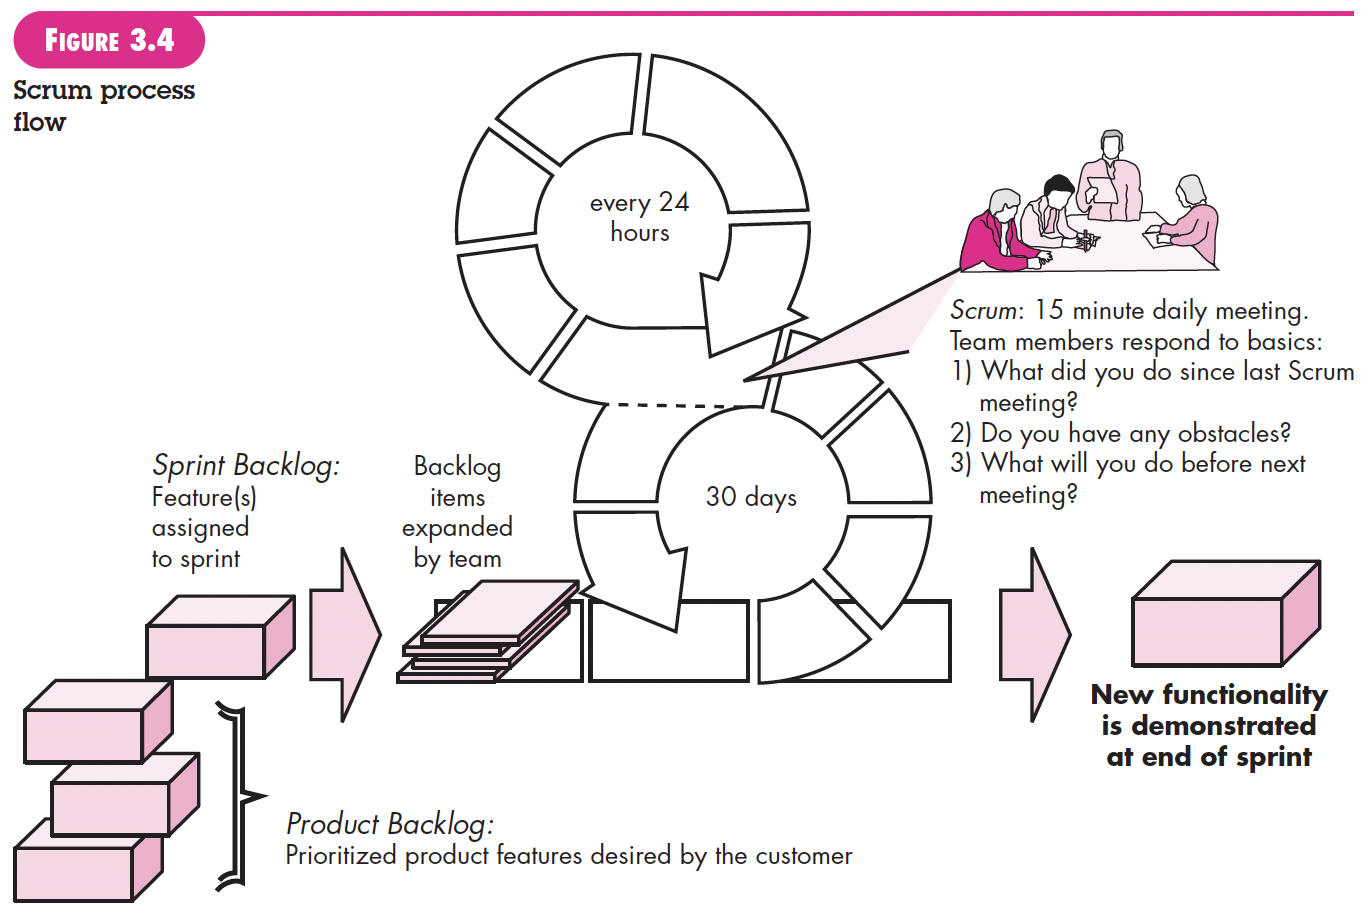 FIGURE 3.4
Scrum process
flow
every 24
hours
Scrum: 15 minute daily meeting.
Team members respond to basics:
1) What did you do since last Scrum
meeting?
2) Do you have any obstacles?
3) What will you do before next
meeting?
30 days
Sprint Backlog:
Feature(s)
assigned
to sprint
Backlog
items
expanded
by team
New functionality
is demonstrated
at end of sprint
Product Backlog:
Prioritized product features desired by the customer